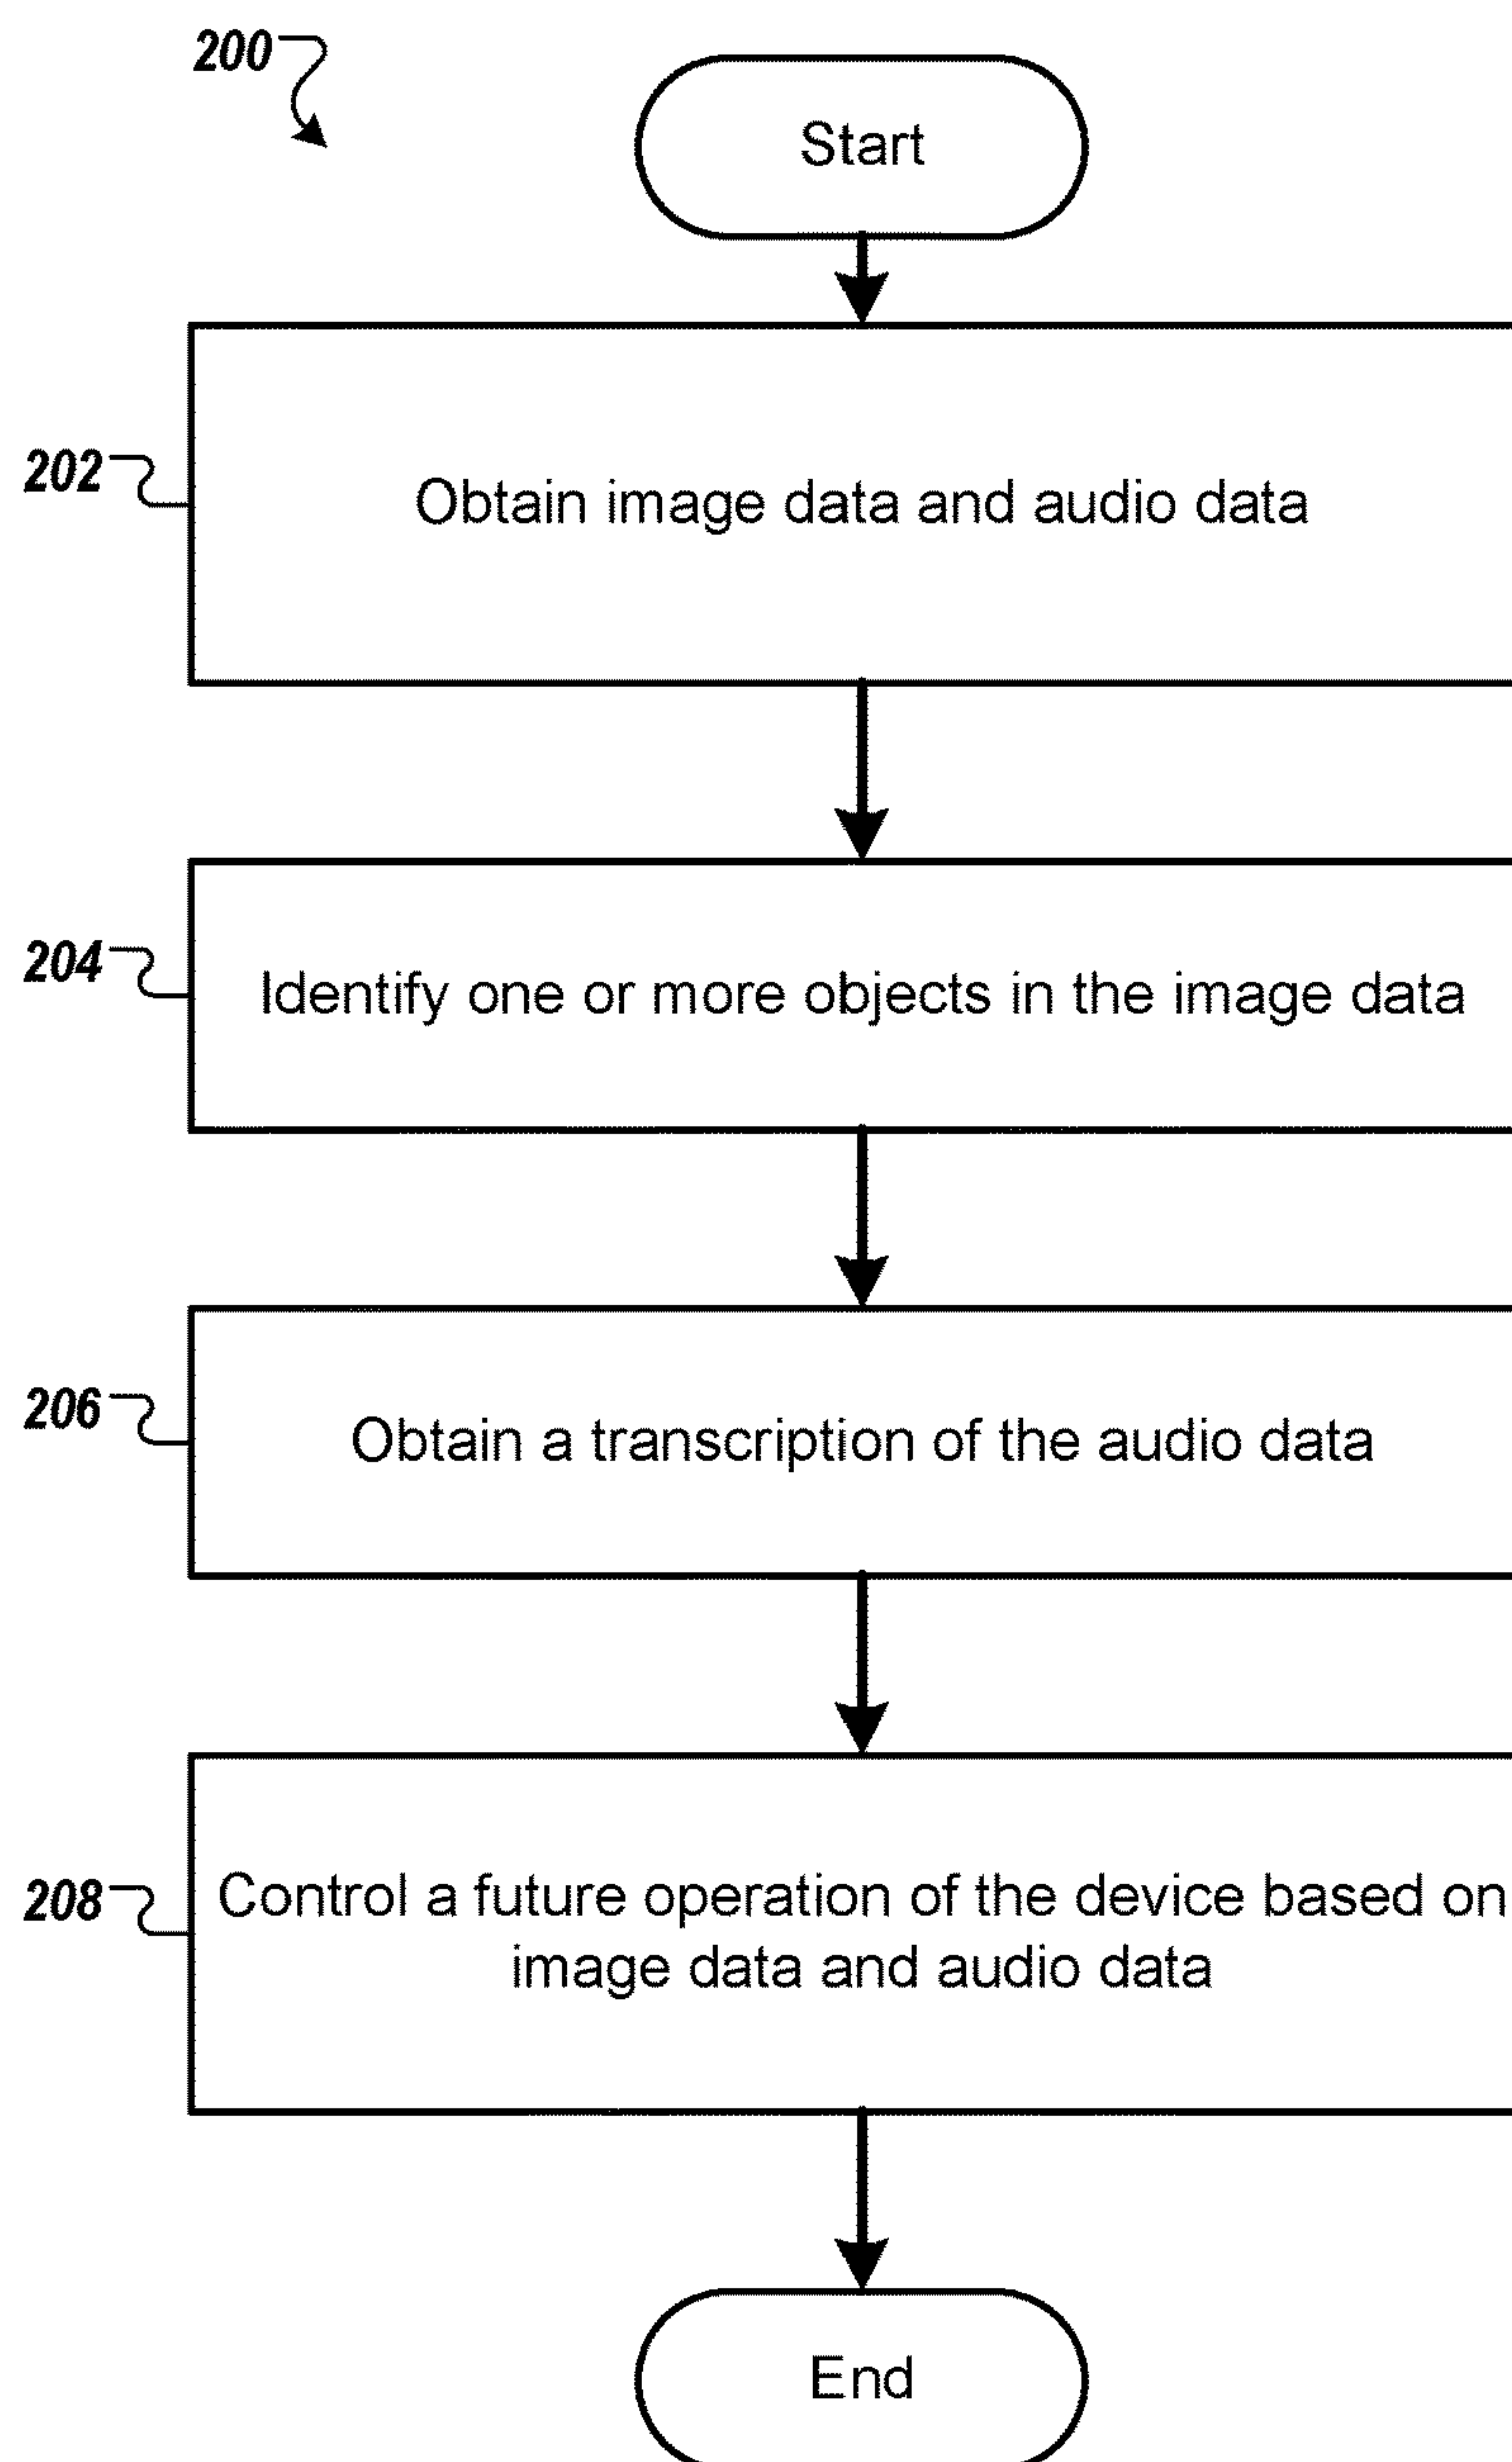 200
Start
202
Obtain image data and audio data
204
Identify one or more objects in the image data
206
Obtain a transcription of the audio data
208
Control a future operation of the device based on
image data and audio data
End